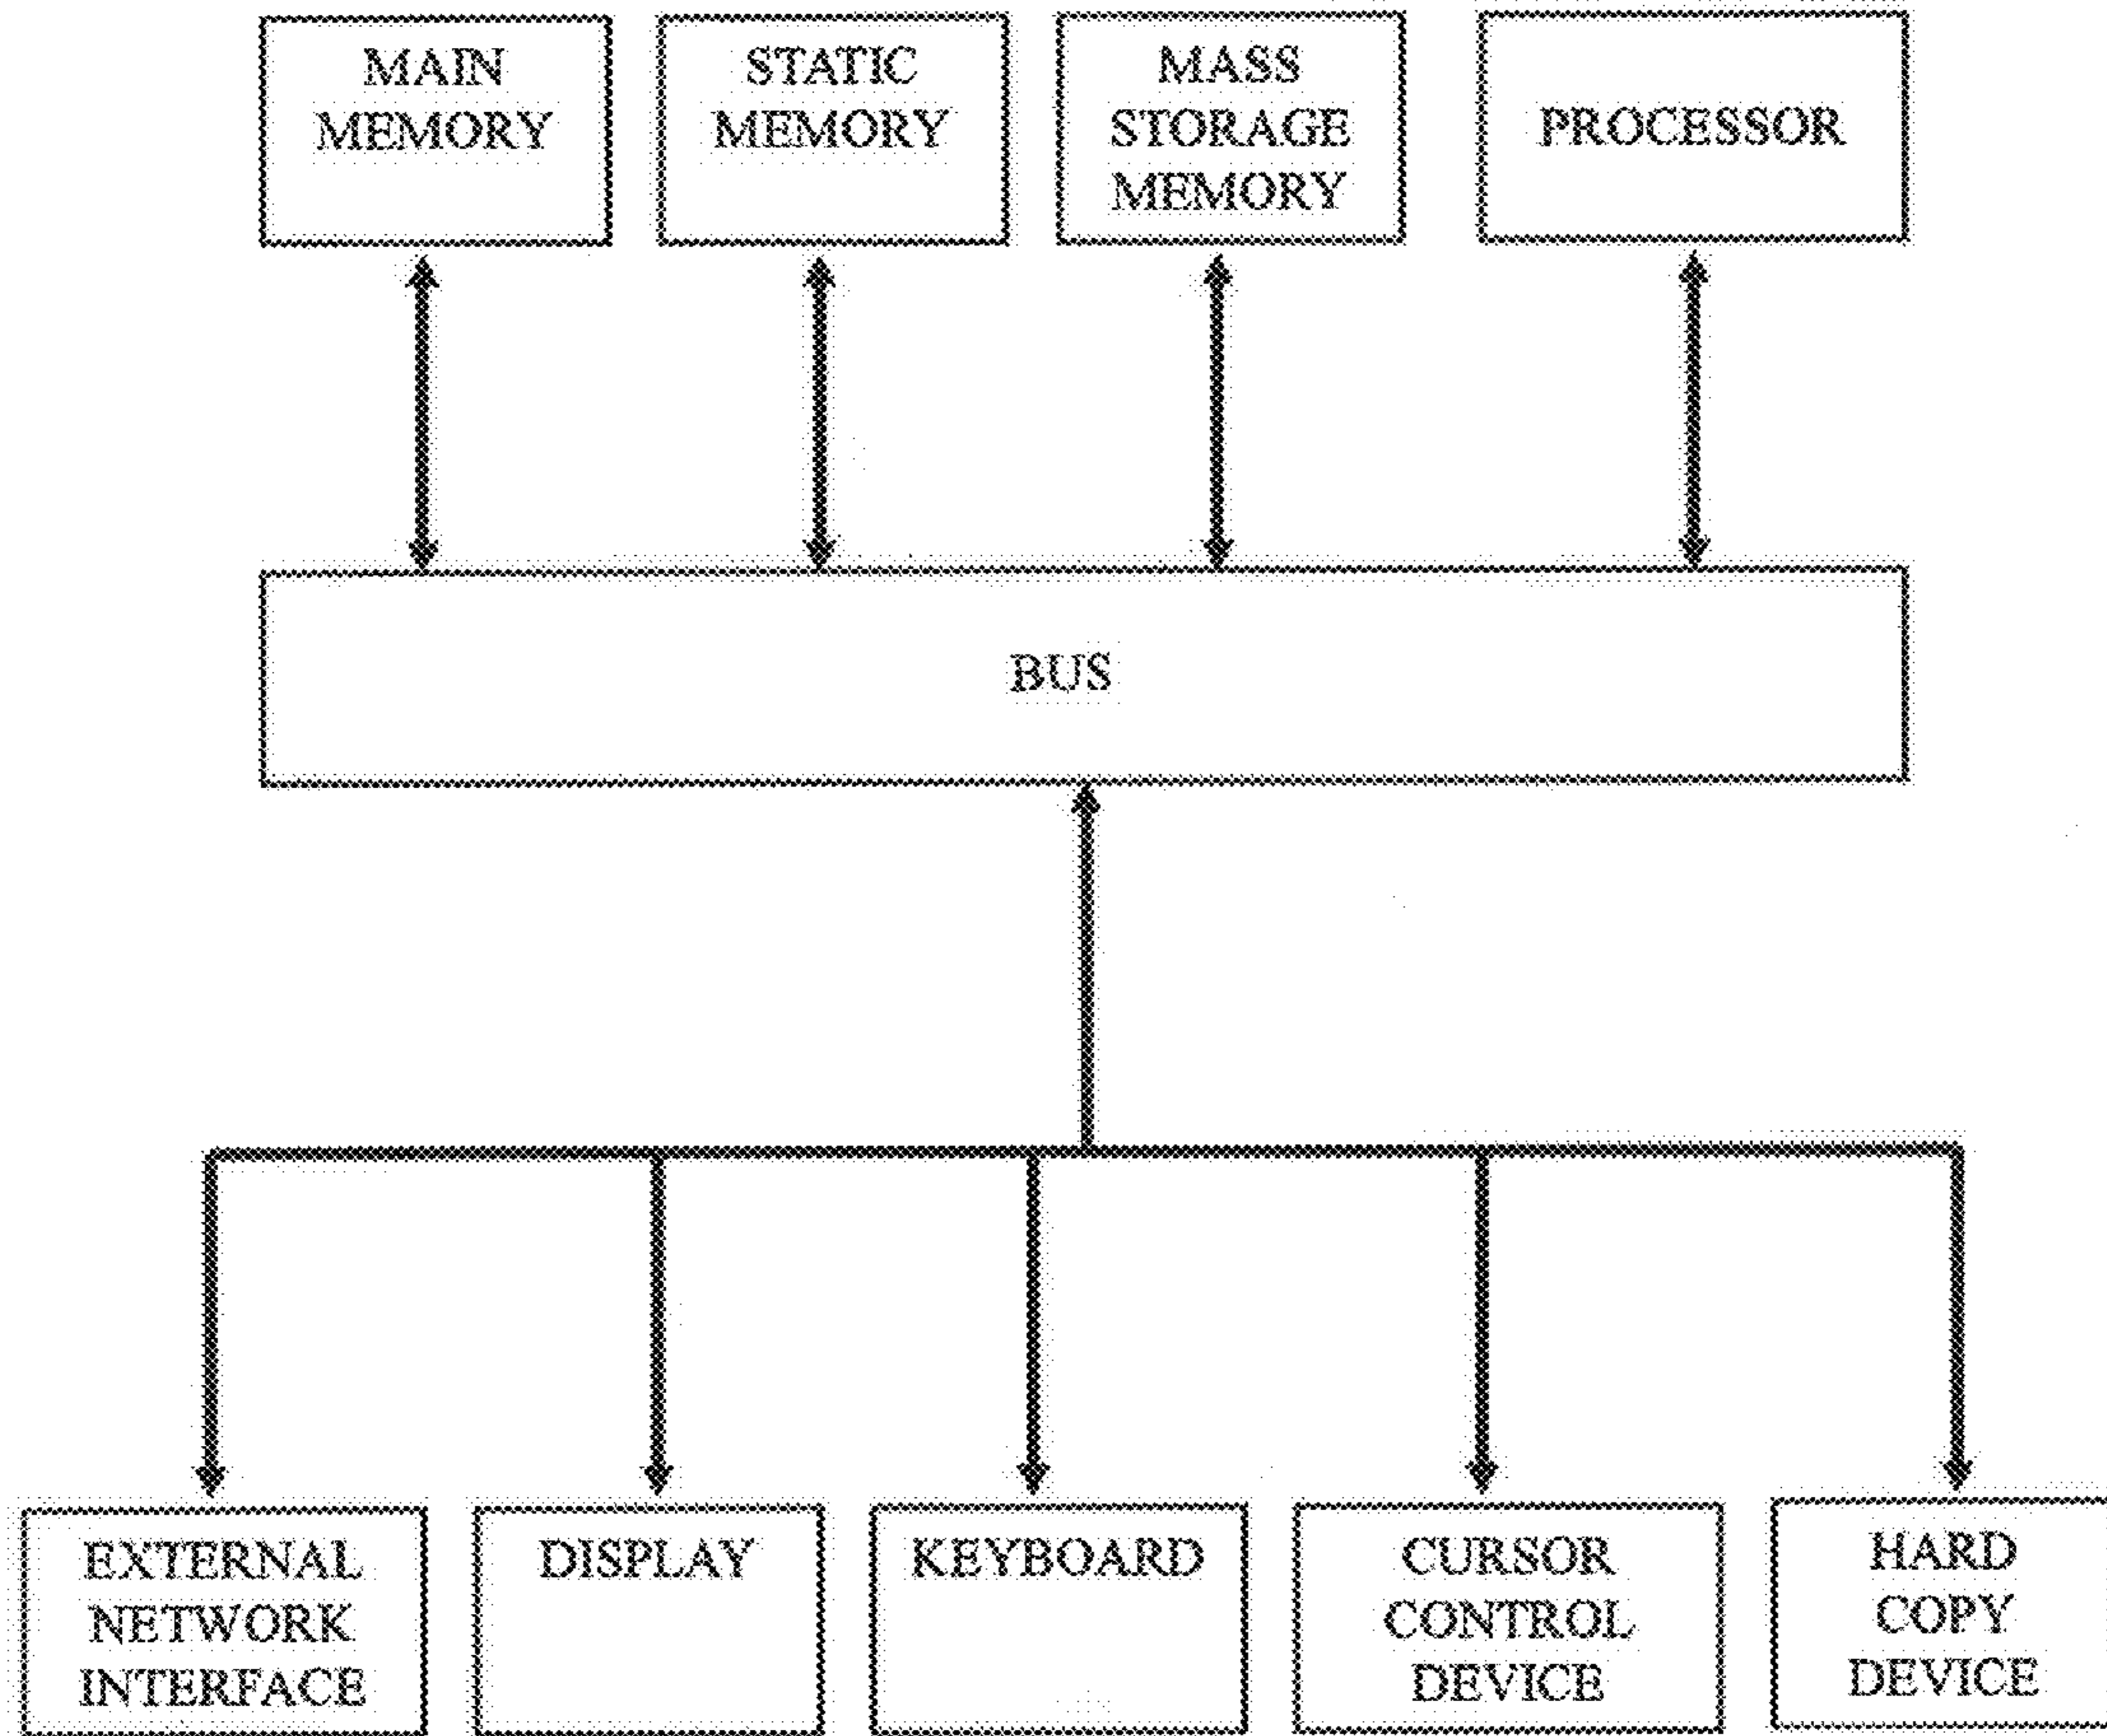 MAIN
MEMORY
STATIC
MEMORY
MASS
STORAGE
MEMORY
PROCESSOR
BUS
EXTERNAL
NETWORK
INTERFACE
DISPLAY
KEYBOARD
CURSOR
CONTROL
DEVICE
HARD
COPY
DEVICE